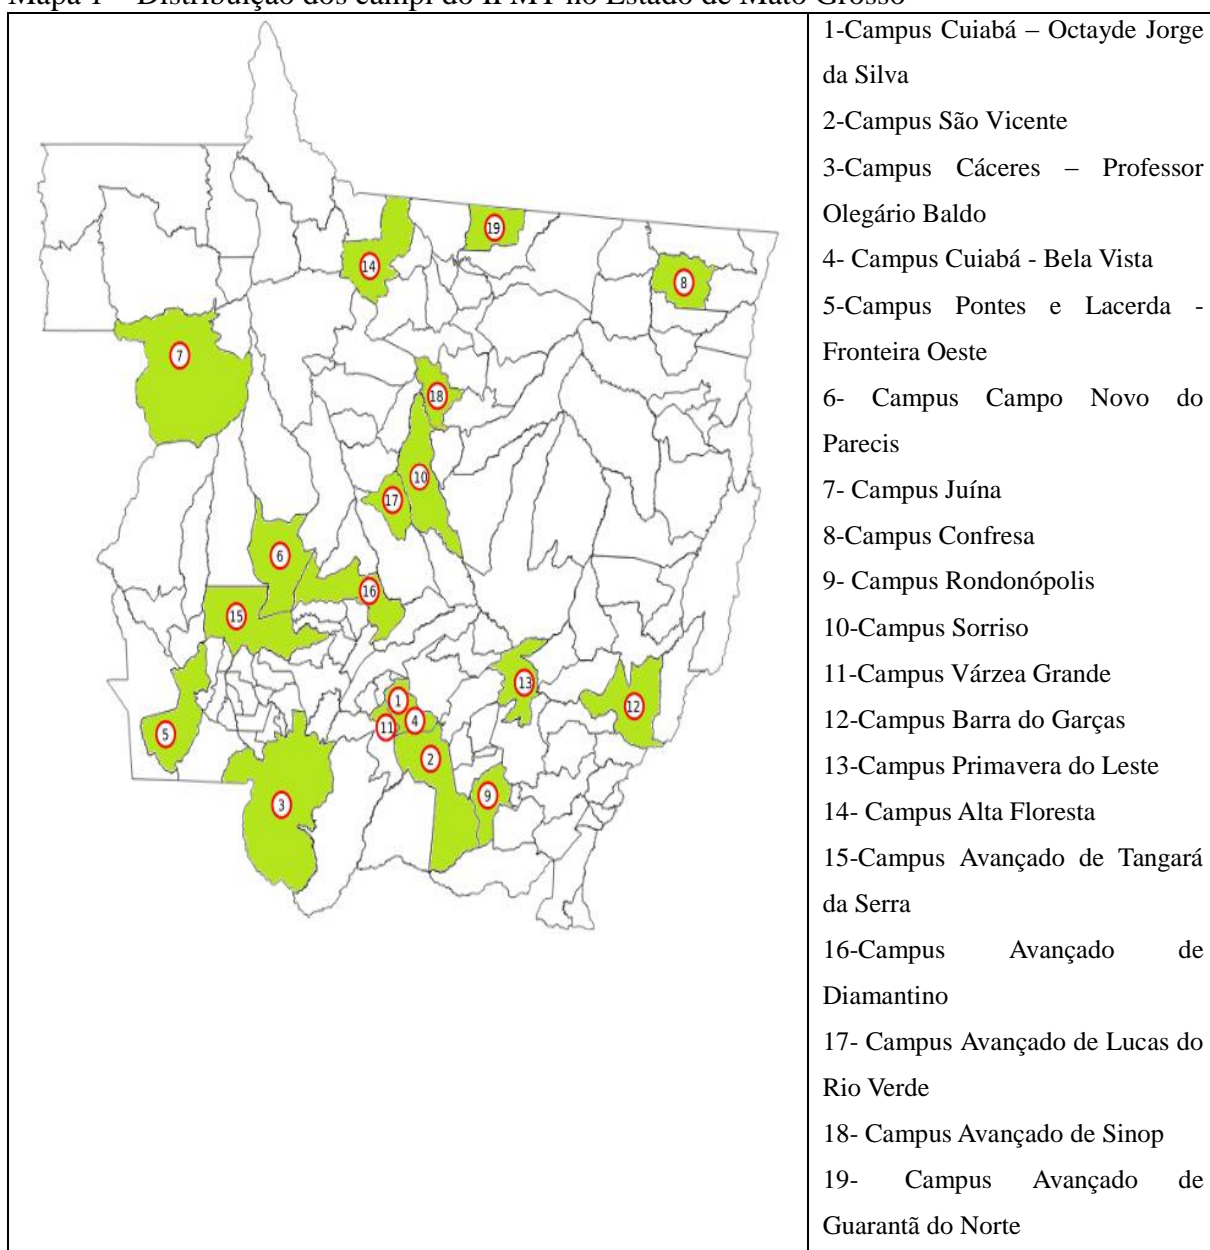 Mapa 1 – Distribuição dos campi do IFMT no Estado de Mato Grosso
19
14
8
7
18
10
17
6
16
15
13
1
12
4
11
5
2
9
3
1-Campus Cuiabá – Octayde Jorge
da Silva
2-Campus São Vicente
3-Campus Cáceres – Professor
Olegário Baldo
4- Campus Cuiabá - Bela Vista
5-Campus Pontes e Lacerda -
Fronteira Oeste
6- Campus Campo Novo do
Parecis
7- Campus Juína
8-Campus Confresa
9- Campus Rondonópolis
10-Campus Sorriso
11-Campus Várzea Grande
12-Campus Barra do Garças
13-Campus Primavera do Leste
14- Campus Alta Floresta
15-Campus Avançado de Tangará
da Serra
16-Campus Avançado de
Diamantino
17- Campus Avançado de Lucas do
Rio Verde
18- Campus Avançado de Sinop
19- Campus Avançado de
Guarantã do Norte